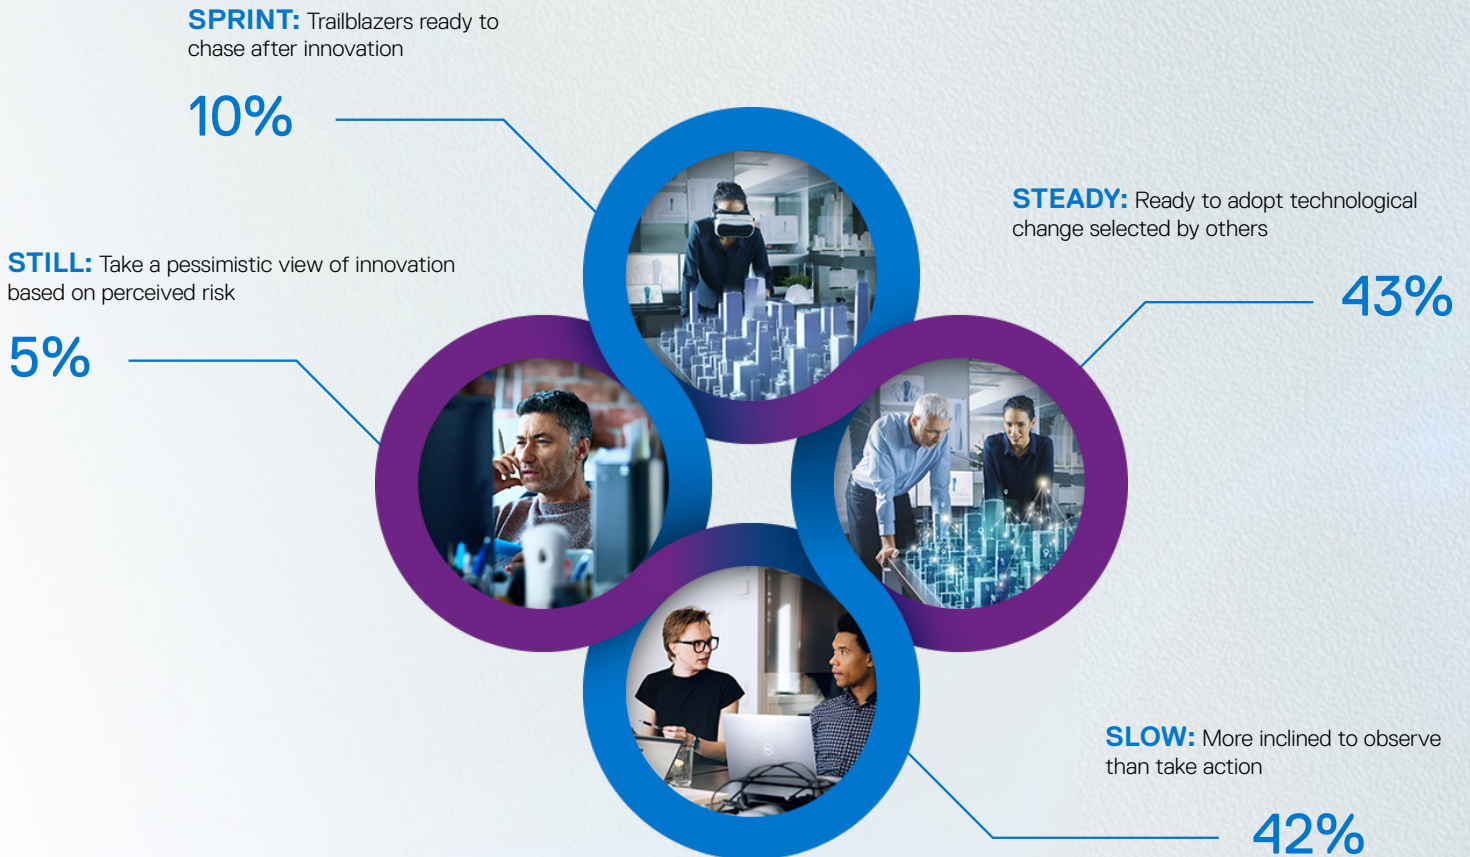 SPRINT: Trailblazers ready to
chase after innovation
10%
STEADY: Ready to adopt technological
change selected by others
43%
STILL: Take a pessimistic view of innovation
based on perceived risk
5%
SLOW: More inclined to observe
than take action
42%